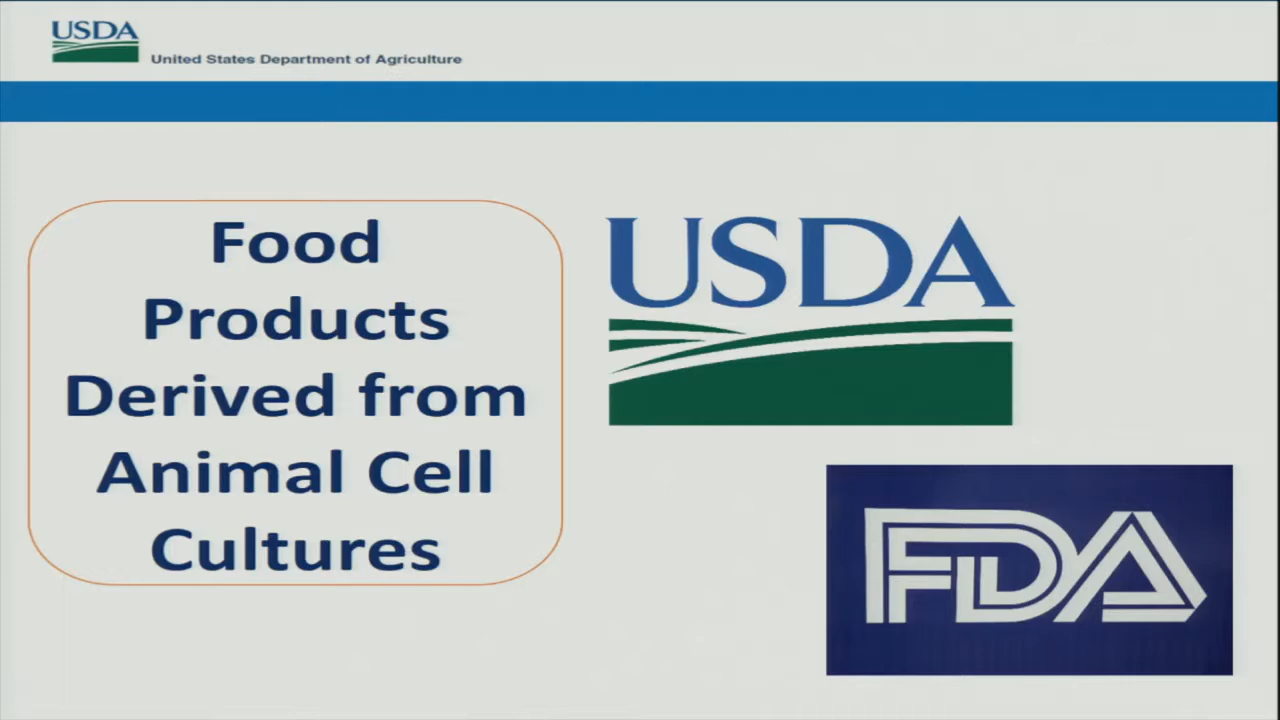 USDA
United States Department of Agriculture
Food
Products
Derived from
Animal Cell
Cultures
USDA
FDA